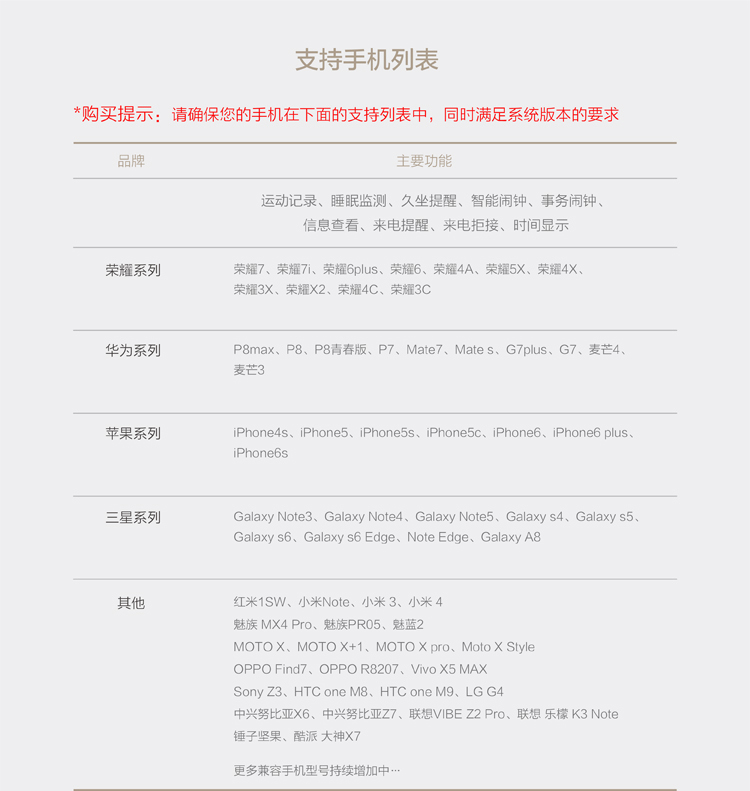 支持手机列表
*购买提示：请确保您的手机在下面的支持列表中，同时满足系统版本的要求
品牌 主要功能
运动记录、睡眠监测、久坐提醒、智能闹钟、事务闹钟、
信息查看、来电提醒、来电拒接、时间显示
荣耀系列 荣耀7、荣耀7i、荣耀6plus、荣耀6、荣耀4A、荣耀5X、荣耀4X、
荣耀3X、荣耀X2、荣耀4C、荣耀3C
华为系列 P8max、P8、P8青春版、P7、Mate7、Mate s、G7plus、G7、麦芒4、
麦芒3
苹果系列 iPhone4s、iPhone5、iPhone5s、iPhone5c、iPhone6、iPhone6 plus、
iPhone6s
三星系列 Galaxy Note3、Galaxy Note4、Galaxy Note5、Galaxy s4、Galaxy s5、
Galaxy s6、Galaxy s6 Edge、Note Edge、Galaxy A8
其他 红米1SW、小米Note、小米 3、小米 4
魅族 MX4 Pro、魅族PR05、魅蓝2
MOTO X、MOTO X+1、MOTO X pro、Moto X Style
OPPO Find7、OPPO R8207、Vivo X5 MAX
Sony Z3、HTC one M8、HTC one M9、LG G4
中兴努比亚X6、中兴努比亚Z7、联想VIBE Z2 Pro、联想 乐檬 K3 Note
锤子坚果、酷派 大神X7
更多兼容手机型号持续增加中…